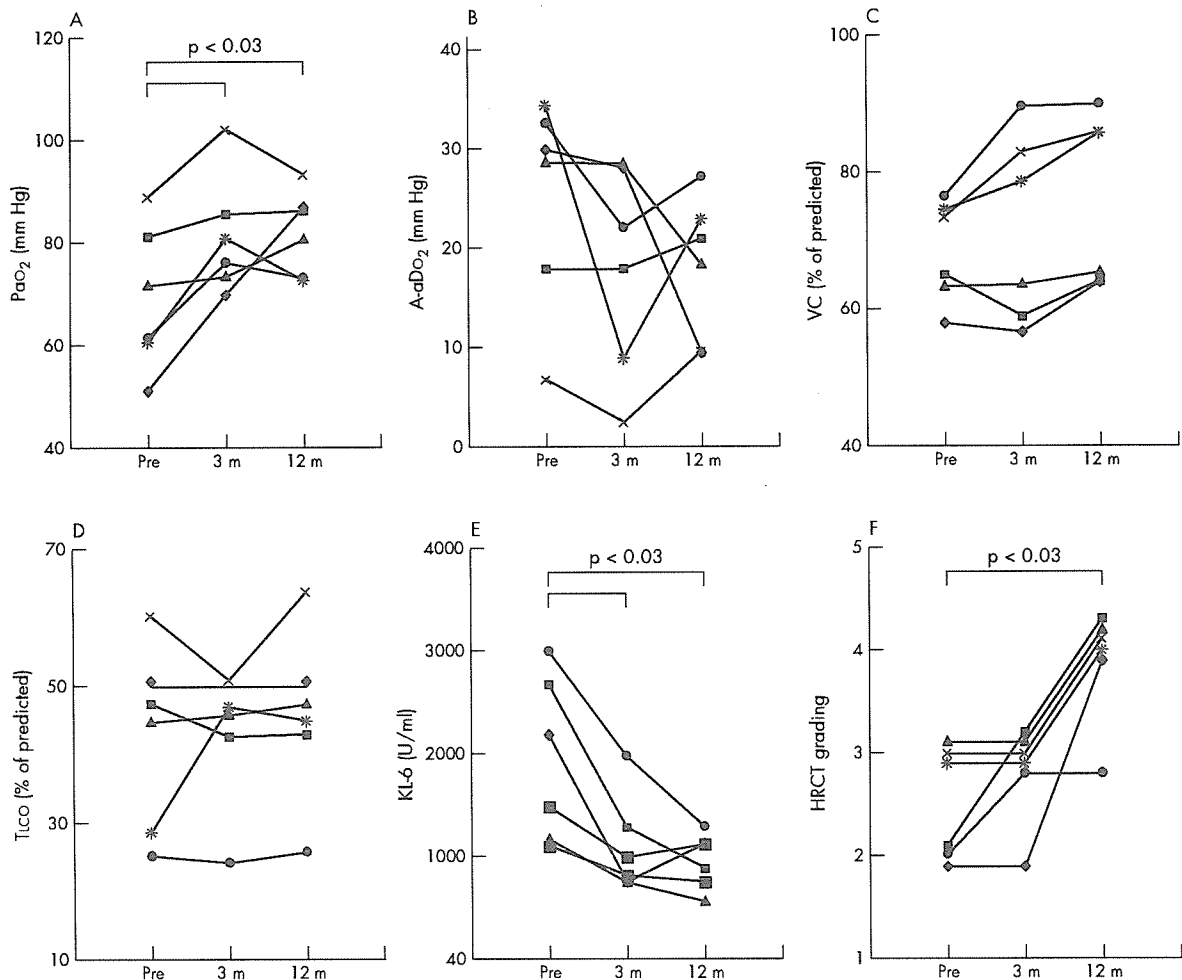 A
PaO2 (mm Hg)
120
100
80
60
40
p < 0.03
Pre 3 m 12 m
B
A-aDO2 (mm Hg)
40
30
20
10
0
Pre 3 m 12 m
C
VC (% of predicted)
100
80
60
40
Pre 3 m 12 m
D
TLCO (% of predicted)
70
50
30
10
Pre 3 m 12 m
E
KL-6 (U/ml)
4000
3000
2000
1000
40
p < 0.03
Pre 3 m 12 m
F
HRCT grading
5
4
3
2
1
p < 0.03
Pre 3 m 12 m